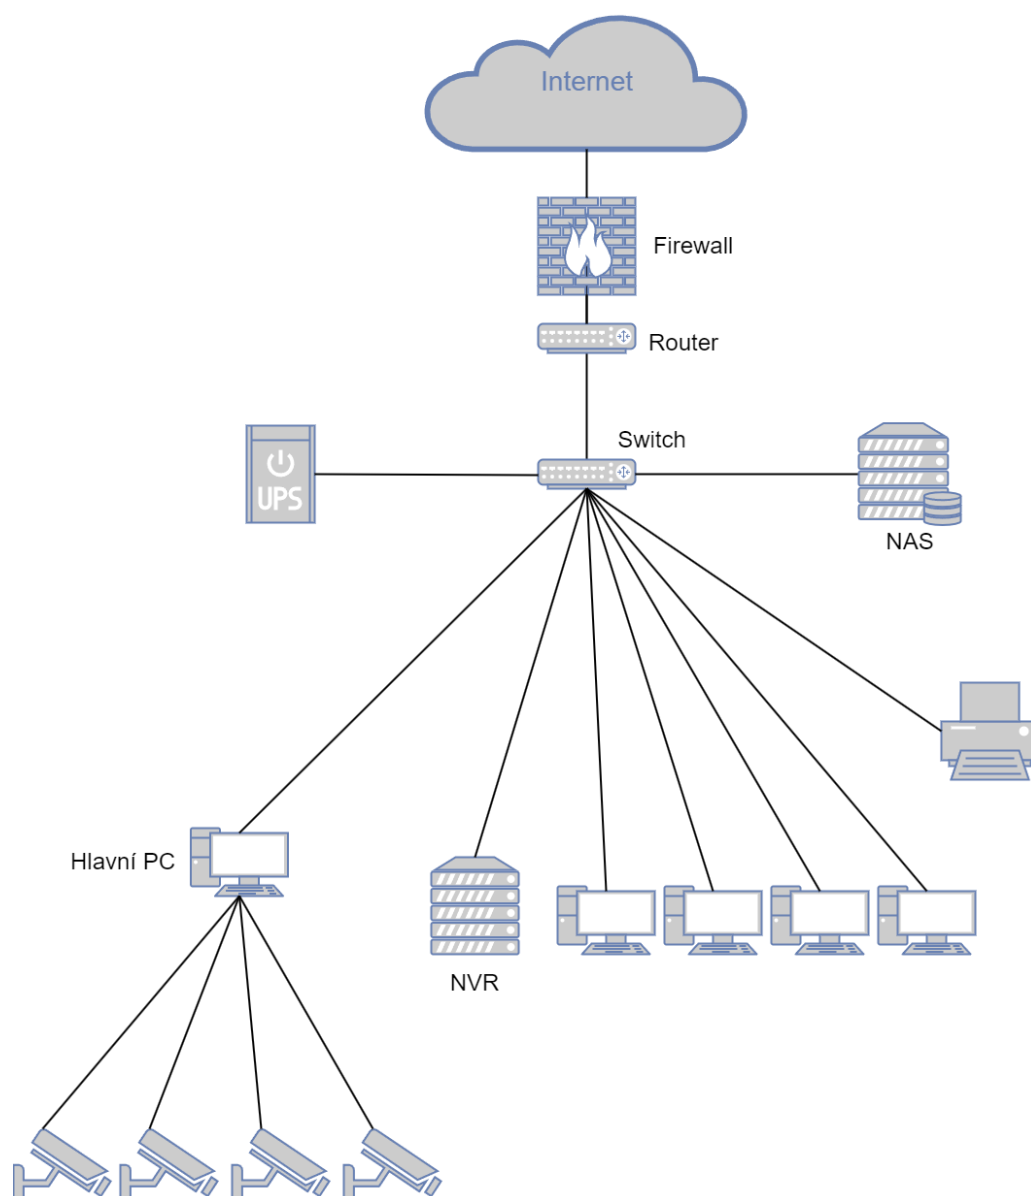 Internet
Firewall
Router
Switch
UPS
NAS
Hlavní PC
NVR